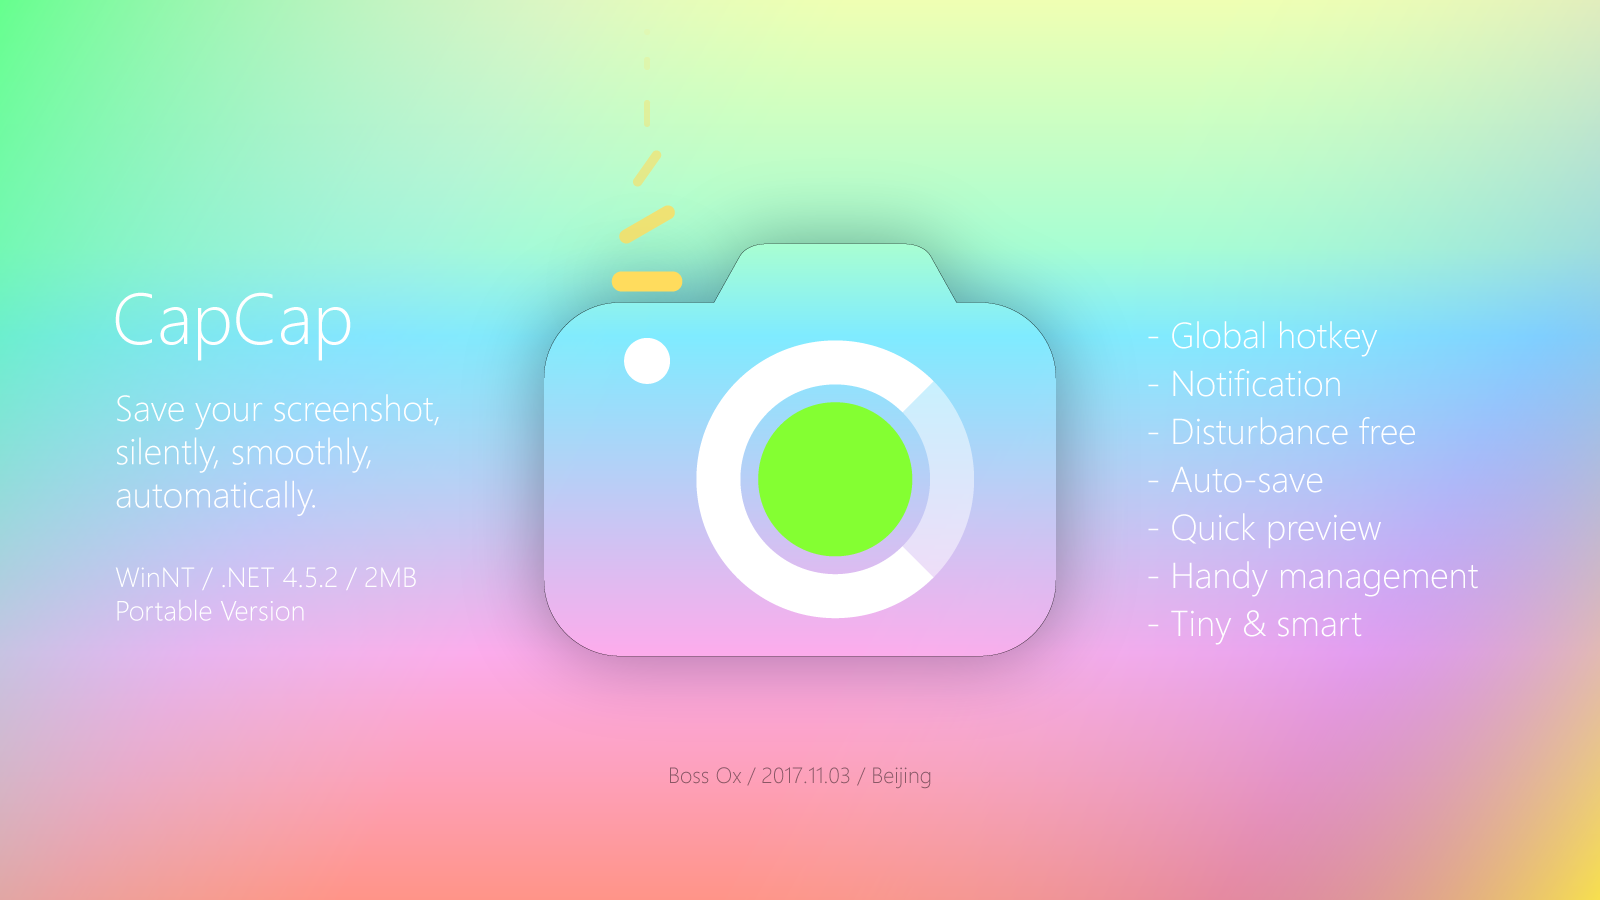 CapCap
Save your screenshot,
silently, smoothly,
automatically.
WinNT / .NET 4.5.2 / 2MB
Portable Version
- Global hotkey
- Notification
- Disturbance free
- Auto-save
- Quick preview
- Handy management
- Tiny & smart
Boss Ox / 2017.11.03 / Beijing